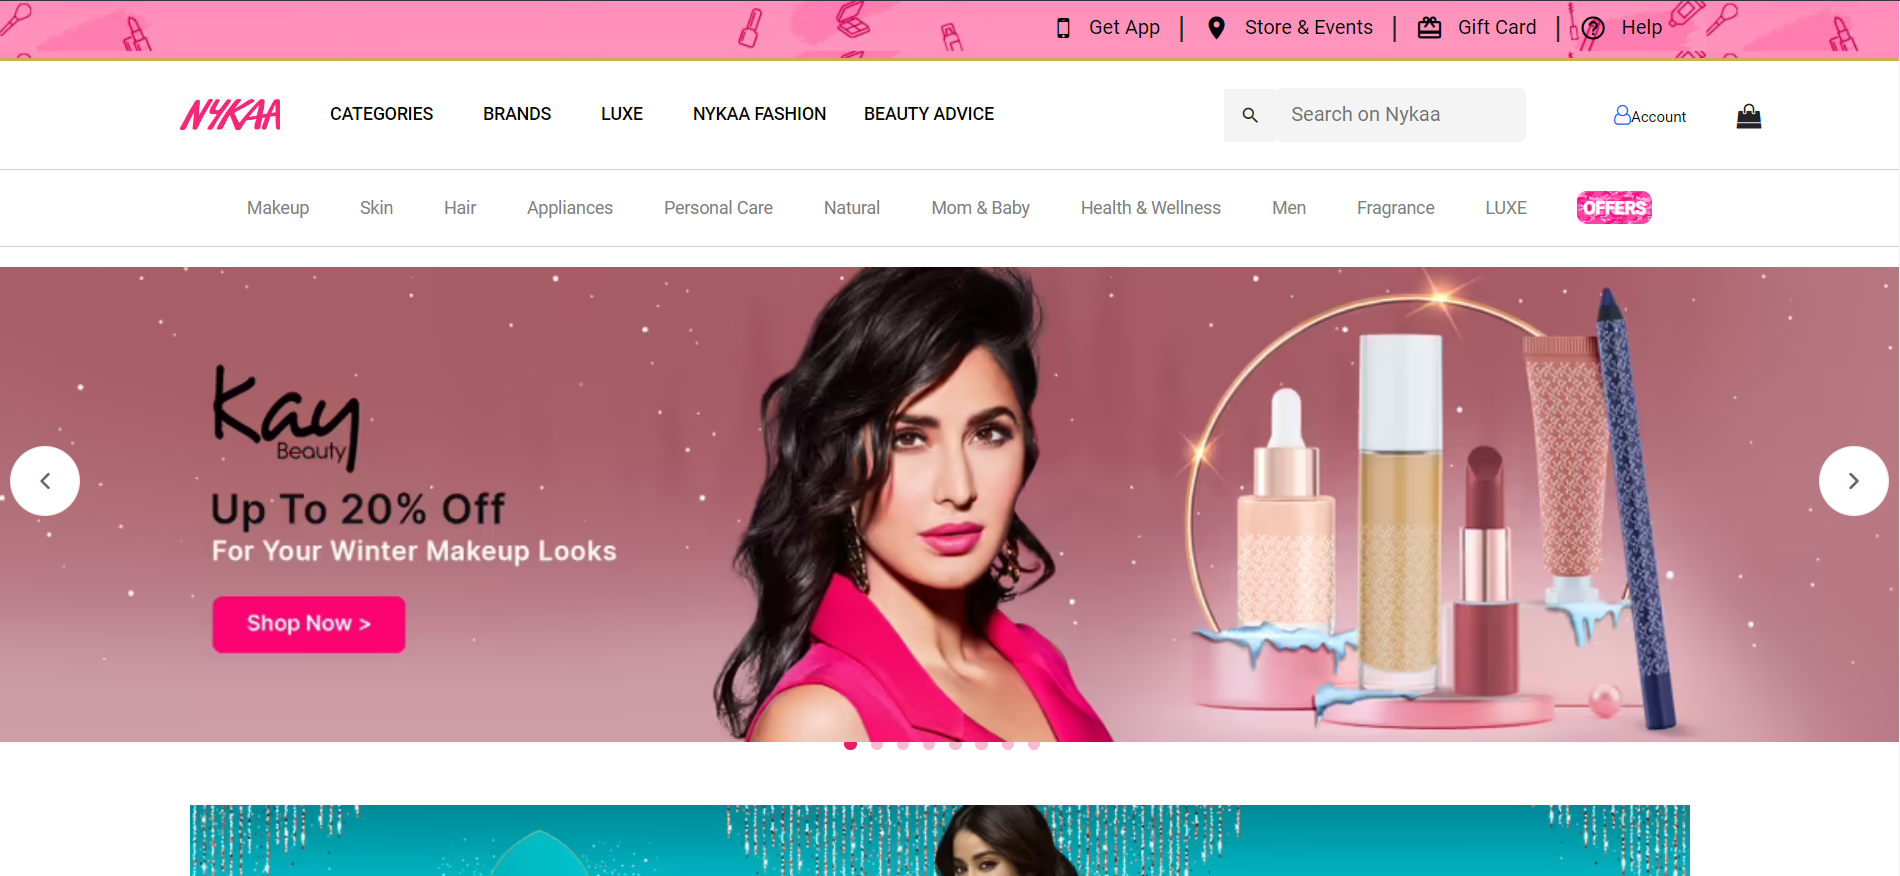 Get App | Store & Events | Gift Card | Help
NYKAA CATEGORIES BRANDS LUXE NYKAA FASHION BEAUTY ADVICE Search on Nykaa Account
Makeup Skin Hair Appliances Personal Care Natural Mom & Baby Health & Wellness Men Fragrance LUXE OFFERS
Kay
Beauty
Up To 20% Off
For Your Winter Makeup Looks
Shop Now >